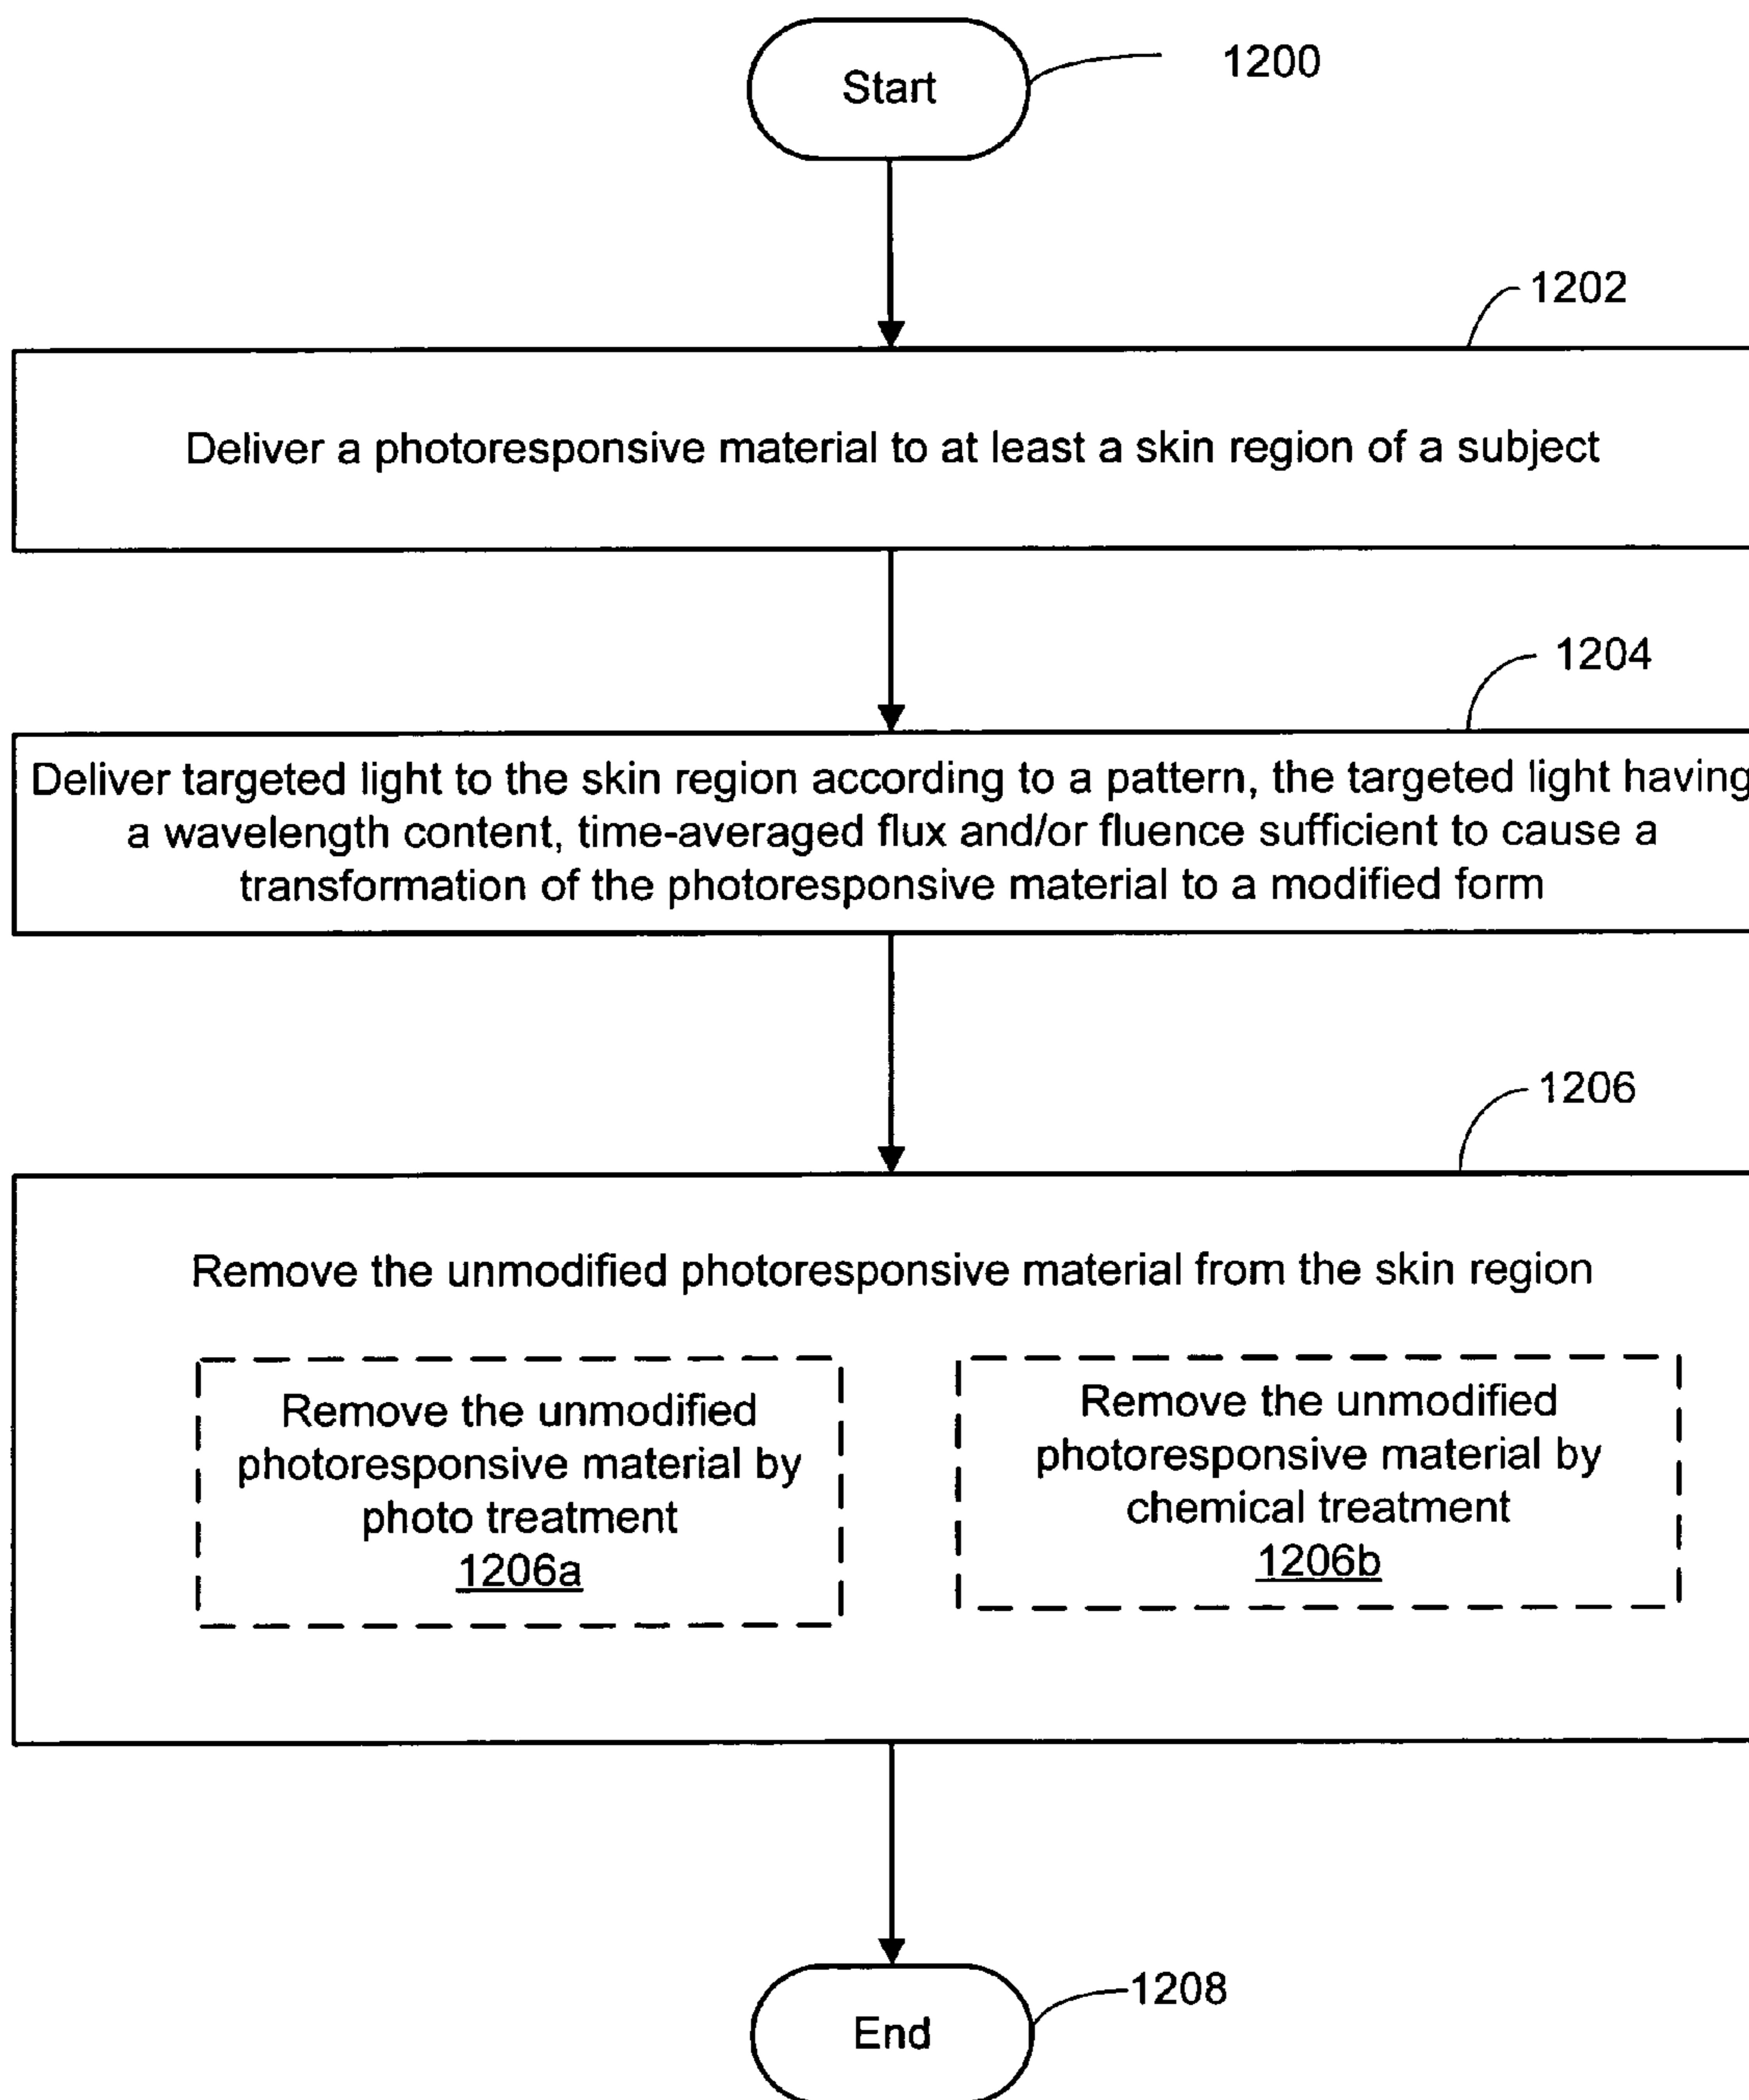 Start
1200
1202
Deliver a photoresponsive material to at least a skin region of a subject
1204
Deliver targeted light to the skin region according to a pattern, the targeted light having
a wavelength content, time-averaged flux and/or fluence sufficient to cause a
transformation of the photoresponsive material to a modified form
1206
Remove the unmodified photoresponsive material from the skin region
Remove the unmodified
photoresponsive material by
photo treatment
1206a
Remove the unmodified
photoresponsive material by
chemical treatment
1206b
1208
End